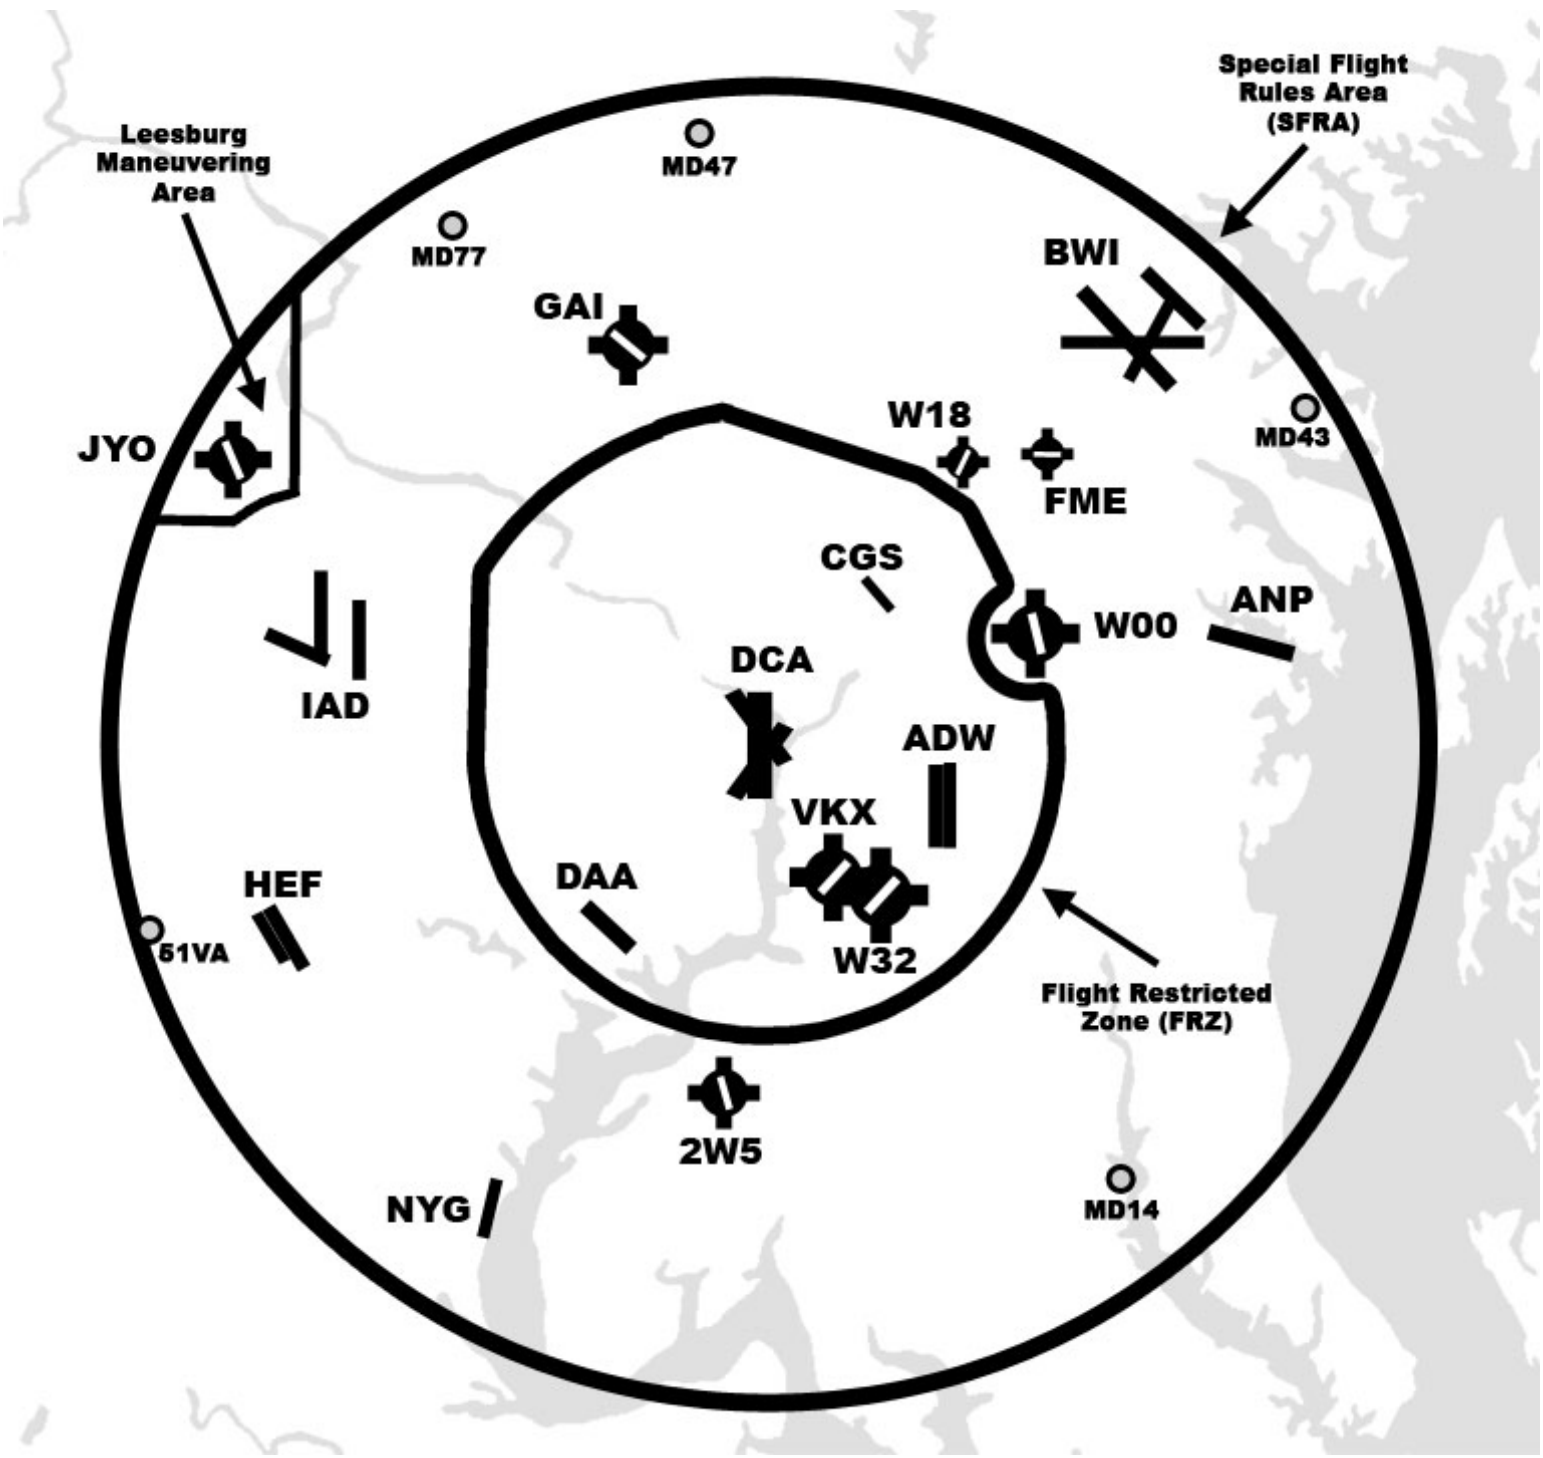 Special Flight
Rules Area
(SFRA)
Leesburg
Maneuvering
Area
MD47
MD77
BWI
GAI
W18
MD43
JYO
FME
CGS
ANP
W00
DCA
IAD
ADW
VKX
DAA
HEF
51VA
W32
Flight Restricted
Zone (FRZ)
2W5
NYG
MD14